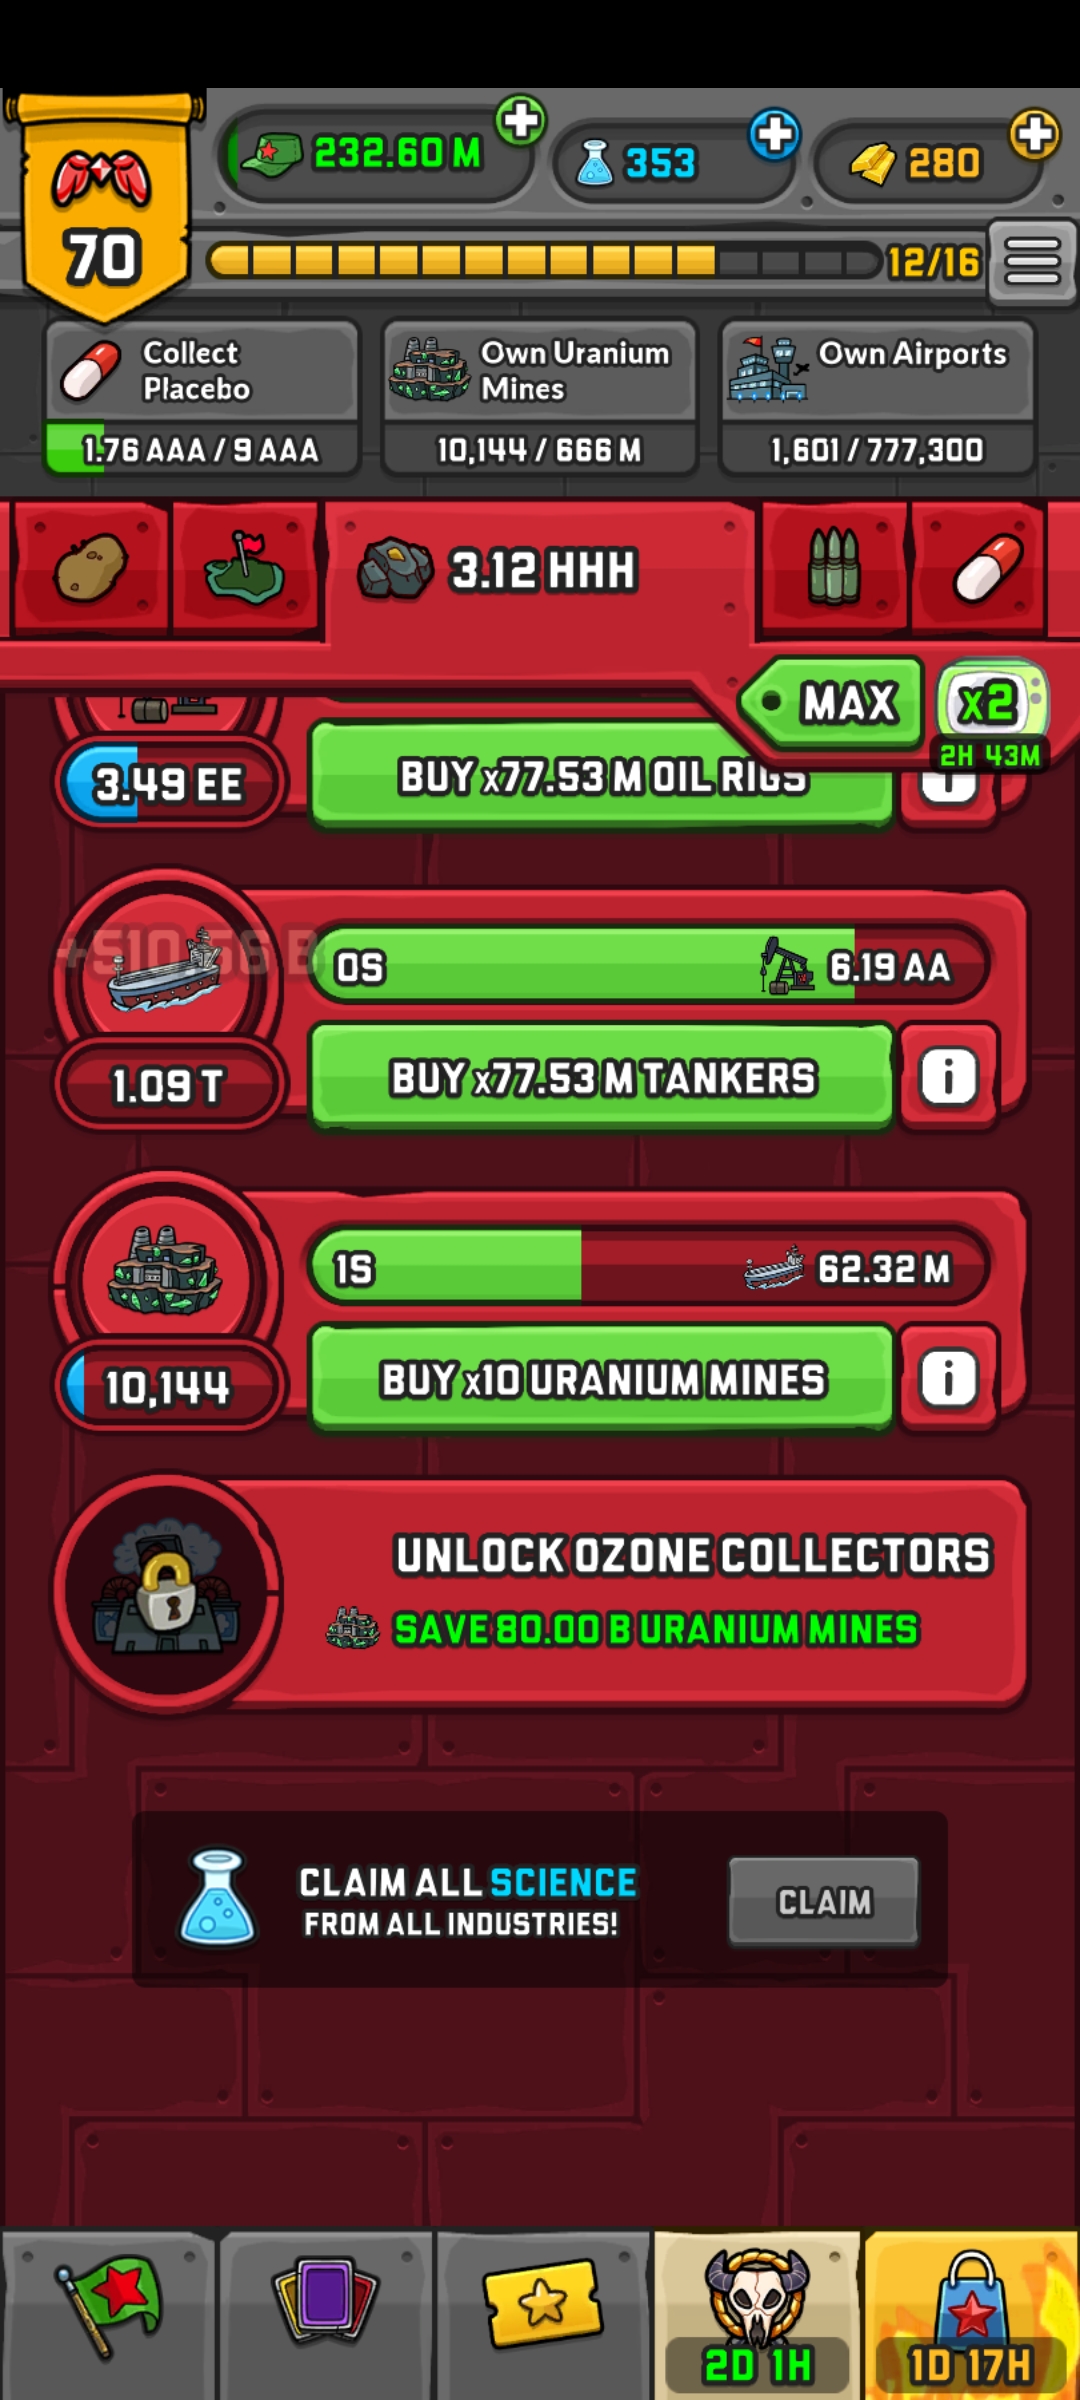 232.60 M
353
280
70
12/16
Collect
Placebo
1.76 AAA / 9 AAA
Own Uranium
Mines
10,144 / 666 M
Own Airports
1,601 / 777,300
3.12 HHH
MAX
x2
2H 43M
3.49 EE
BUY x77.53 M OIL RIGS
+510.56 B
0S
6.19 AA
1.09 T
BUY x77.53 M TANKERS
i
1S
62.32 M
10,144
BUY x10 URANIUM MINES
i
UNLOCK OZONE COLLECTORS
SAVE 80.00 B URANIUM MINES
CLAIM ALL SCIENCE
FROM ALL INDUSTRIES!
CLAIM
2D 1H
1D 17H